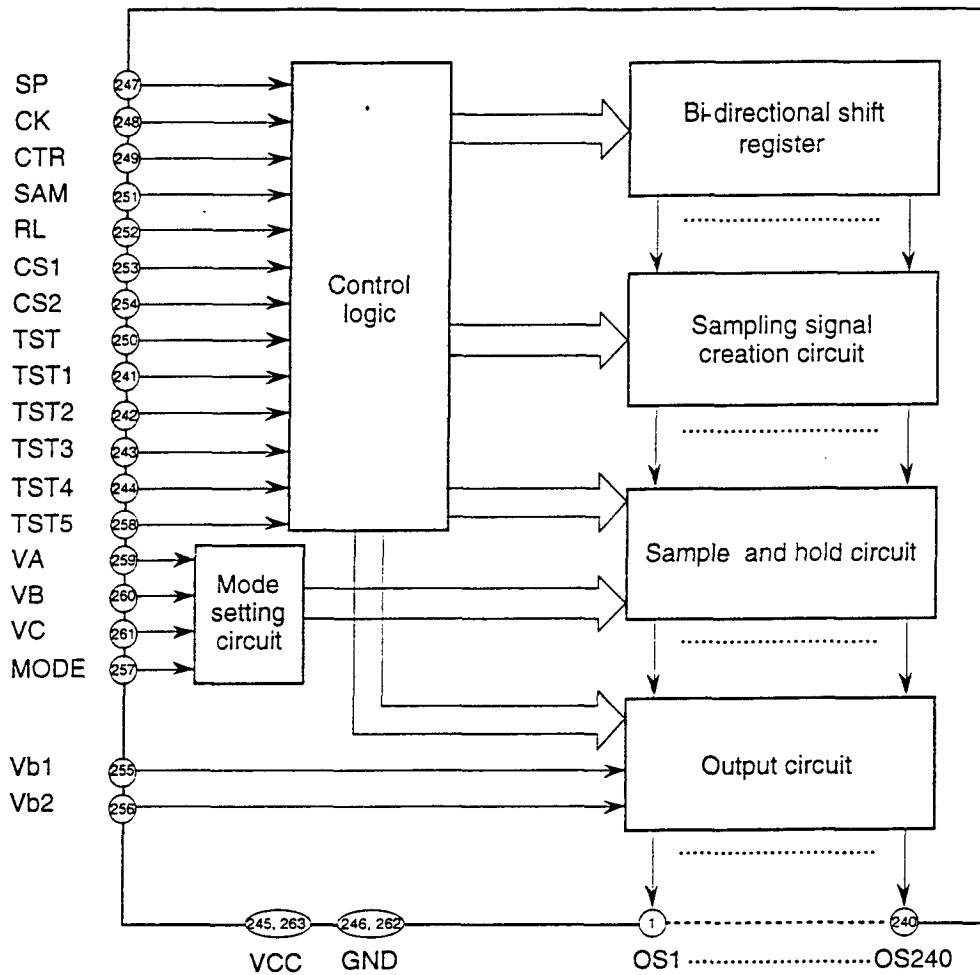 SP 247
CK 248
CTR 249
SAM 251
RL 252
CS1 253
CS2 254
TST 250
TST1 241
TST2 242
TST3 243
TST4 244
TST5 258
VA 259
VB 260
VC 261
MODE 257
Vb1 255
Vb2 256
Control
logic
Mode
setting
circuit
Bi-directional shift
register
Sampling signal
creation circuit
Sample and hold circuit
Output circuit
245, 263
246, 262
1
240
VCC
GND
OS1
OS240